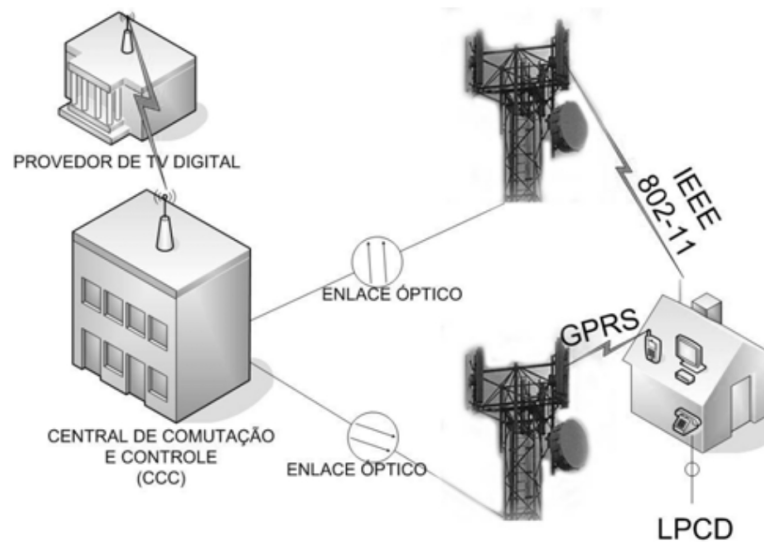 PROVEDOR DE TV DIGITAL
IEEE
802-11
ENLACE ÓPTICO
GPRS
CENTRAL DE COMUTAÇÃO
E CONTROLE
(CCC)
ENLACE ÓPTICO
LPCD